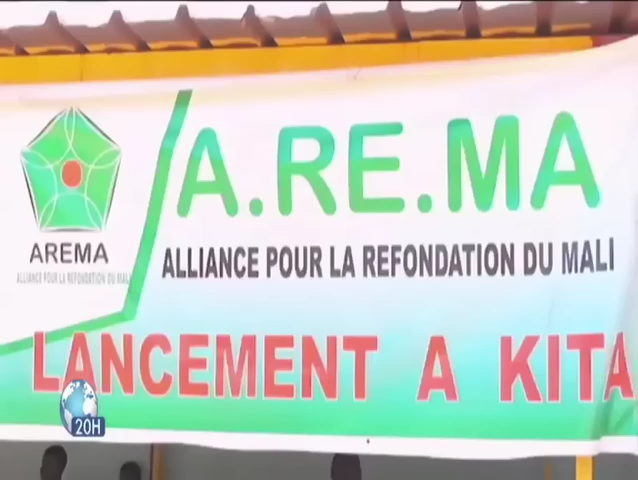 A.RE.MA
AREMA
ALLIANCE POUR LA REFONDATION DU MALI
ALLIANCE POUR LA REFONDATION DU MALI
LANCEMENT A KITA
20H